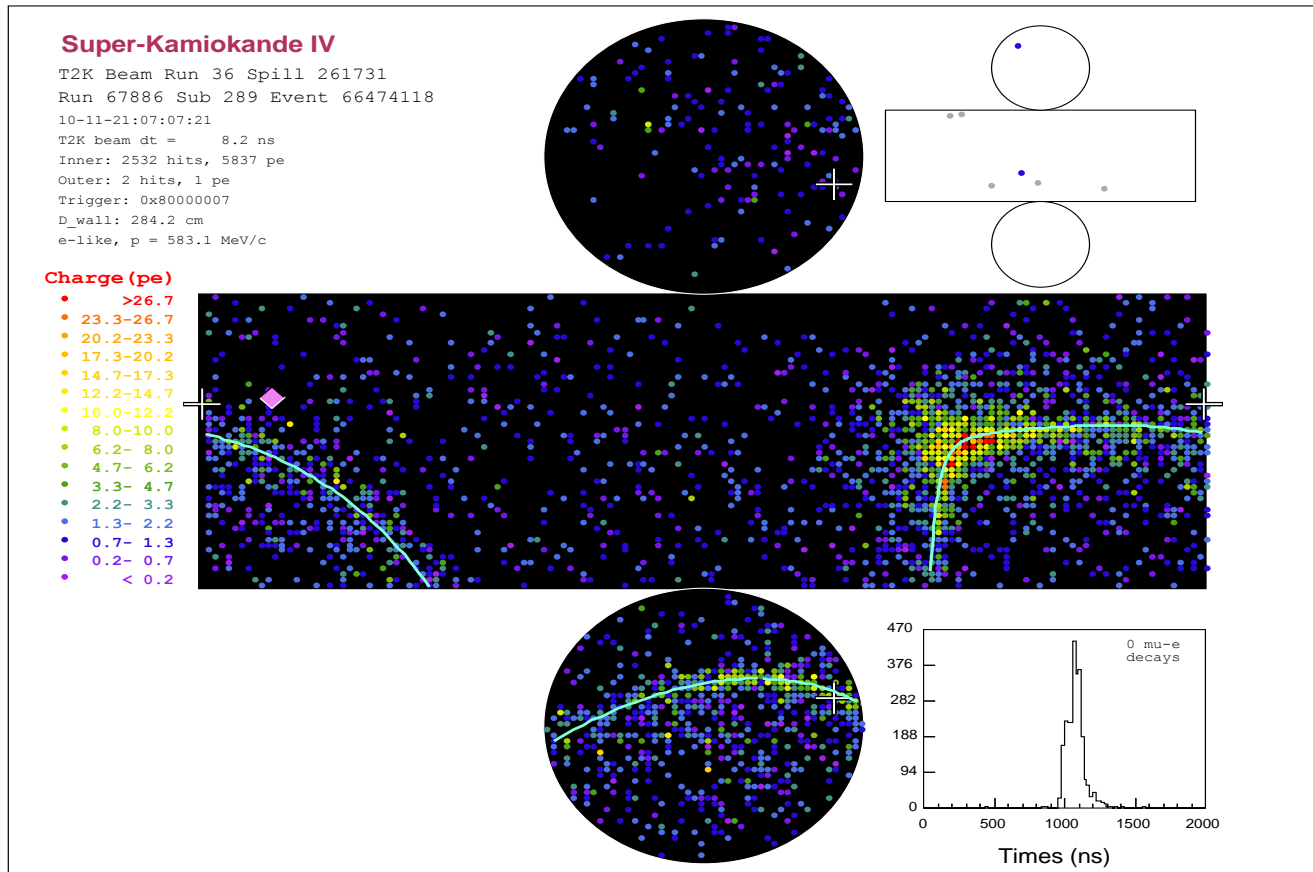 Super-Kamiokande IV
T2K Beam Run 36 Spill 261731
Run 67886 Sub 289 Event 66474118
10-11-21:07:07:21
T2K beam dt =     8.2 ns
Inner: 2532 hits, 5837 pe
Outer: 2 hits, 1 pe
Trigger: 0x80000007
D_wall: 284.2 cm
e-like, p = 583.1 MeV/c
Charge(pe)
>26.7
23.3-26.7
20.2-23.3
17.3-20.2
14.7-17.3
12.2-14.7
10.0-12.2
8.0-10.0
6.2- 8.0
4.7- 6.2
3.3- 4.7
2.2- 3.3
1.3- 2.2
0.7- 1.3
0.2- 0.7
< 0.2
0 mu-e
decays
470
376
282
188
94
0
0 500 1000 1500 2000
Times (ns)